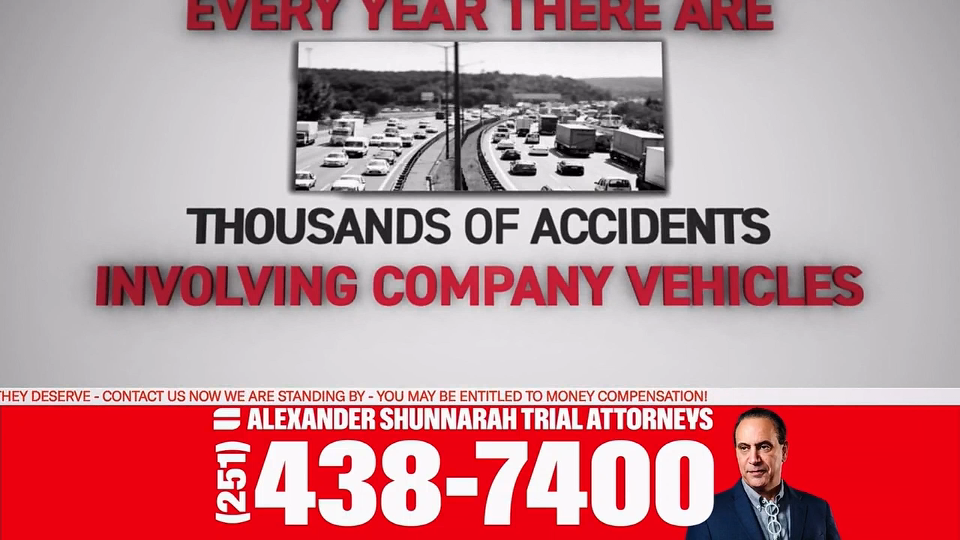 EVERY YEAR THERE ARE
THOUSANDS OF ACCIDENTS
INVOLVING COMPANY VEHICLES
THEY DESERVE - CONTACT US NOW WE ARE STANDING BY - YOU MAY BE ENTITLED TO MONEY COMPENSATION!
ALEXANDER SHUNNARAH TRIAL ATTORNEYS
(251) 438-7400